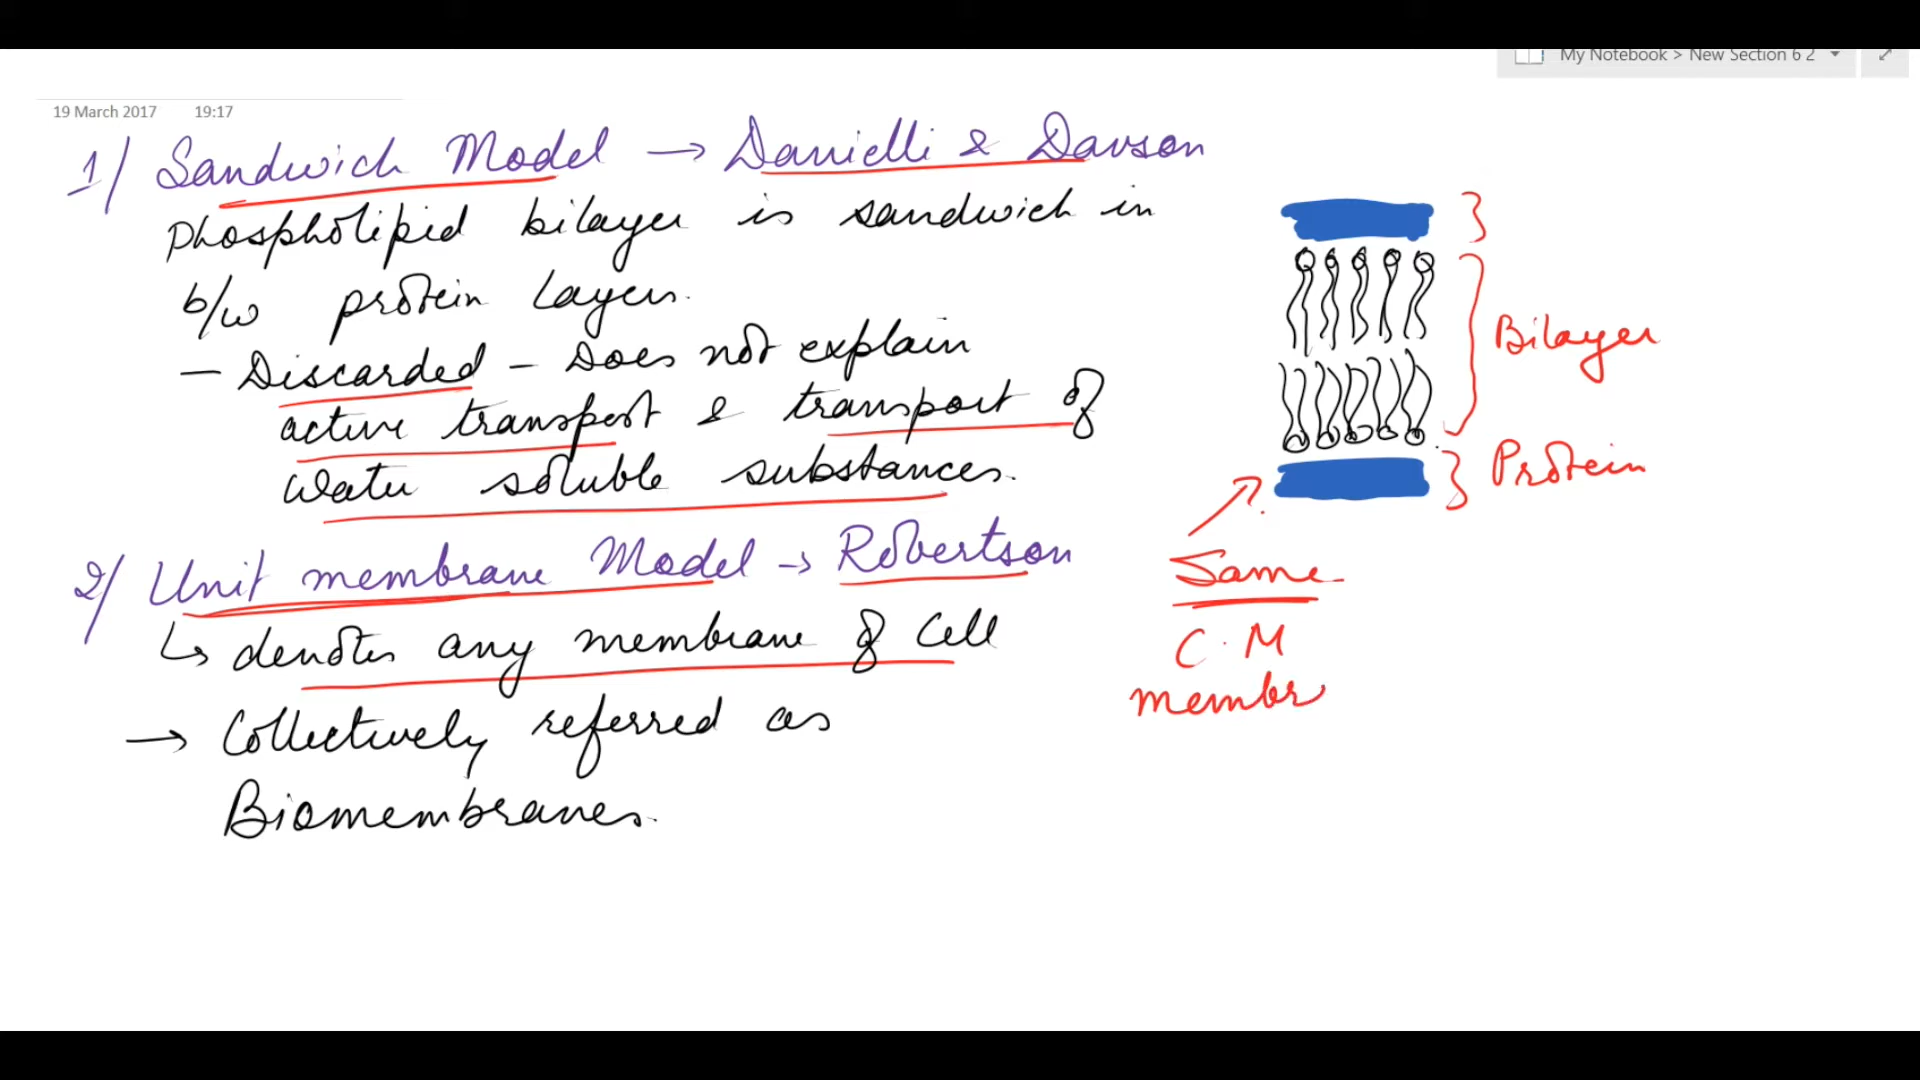 My Notebook > New Section 6 2
19 March 2017 19:17
1/ Sandwich Model → Danielli & Davson
Phospholipid bilayer is sandwich in
b/w protein layers.
- Discarded - Does not explain
active transport & transport of
water soluble substances.
2/ Unit membrane Model → Robertson
↳ denotes any membrane of Cell
→ Collectively referred as
Biomembranes.
Bilayer
Protein
Same
C.M
membr